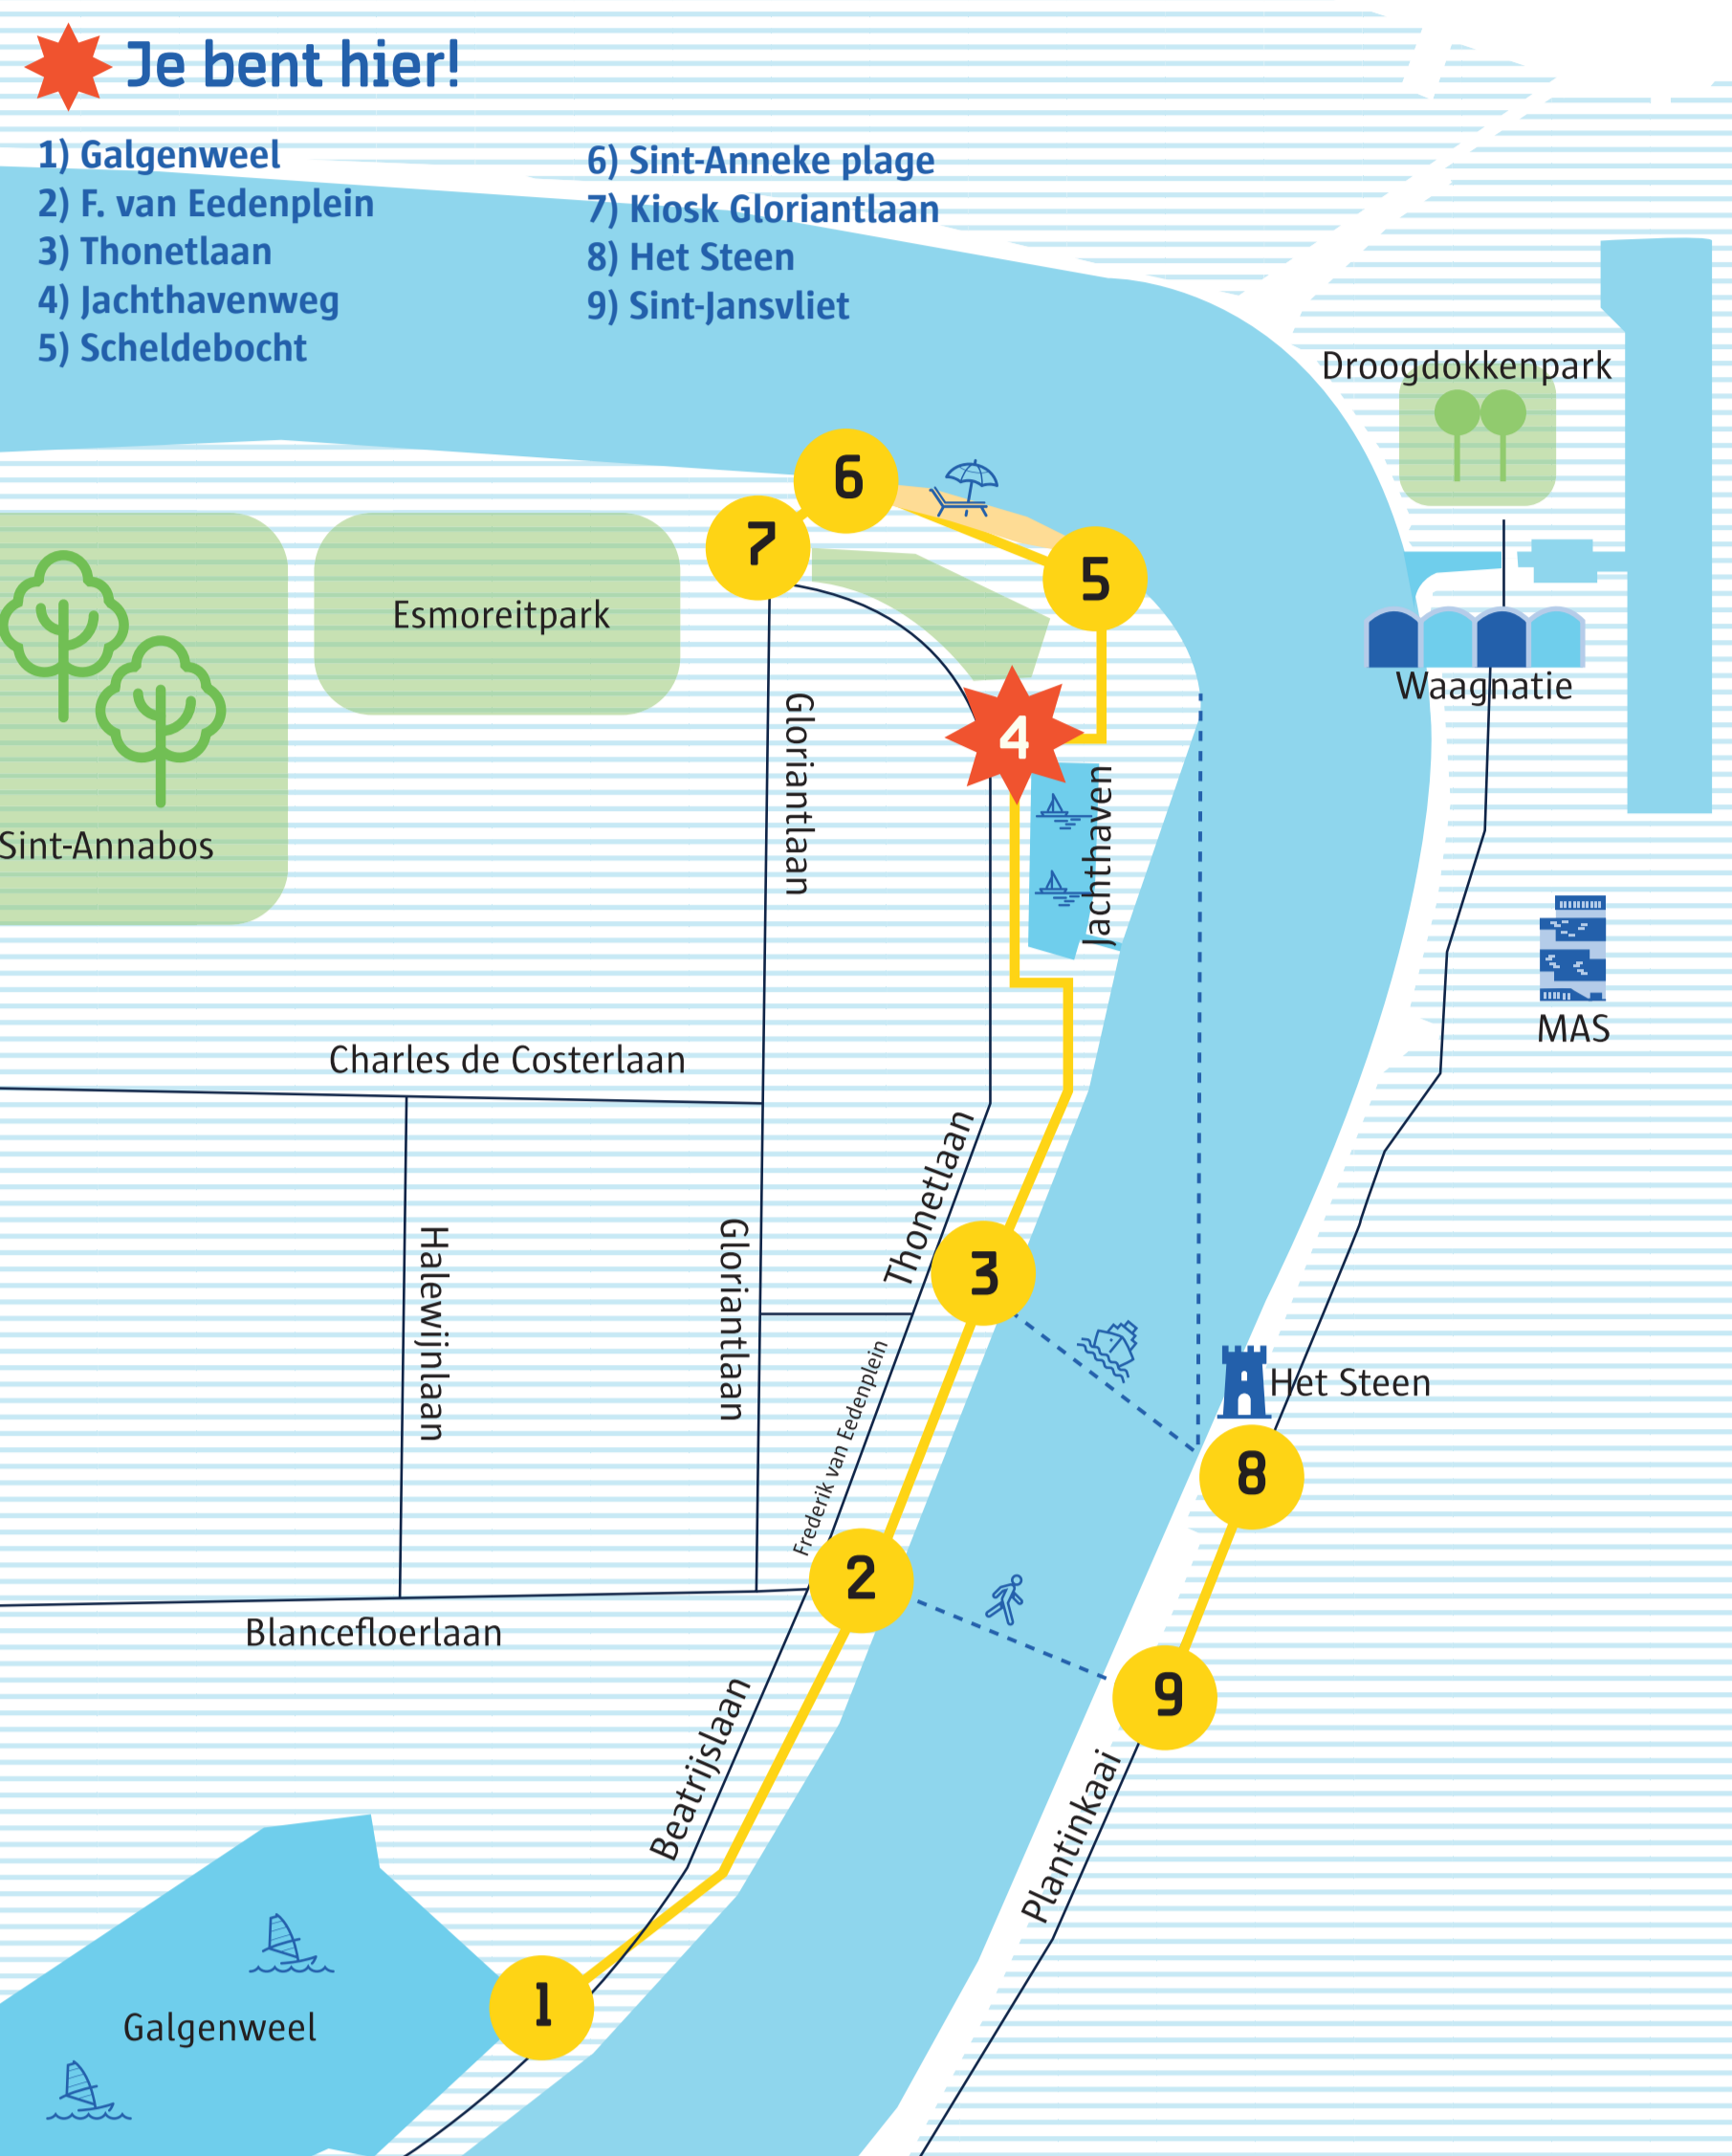 Je bent hier!
1) Galgenweel
2) F. van Eedenplein
3) Thonetlaan
4) Jachthavenweg
5) Scheldebocht
6) Sint-Anneke plage
7) Kiosk Gloriantlaan
8) Het Steen
9) Sint-Jansvliet
Droogdokkenpark
6
7
5
Esmoreitpark
Waagnatie
Gloriantlaan
4
Jachthaven
Sint-Annabos
MAS
Charles de Costerlaan
Thonetlaan
Halewijnlaan
Gloriantlaan
3
Frederik van Eedenplein
Het Steen
8
2
Blancefloerlaan
9
Beatrijslaan
Plantinkaai
1
Galgenweel